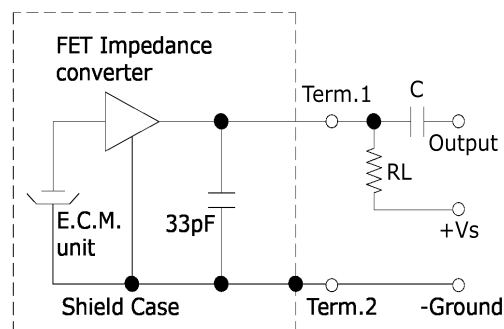 FET Impedance
converter
Term.1
C
Output
RL
E.C.M.
unit
33pF
+Vs
Shield Case
Term.2
-Ground